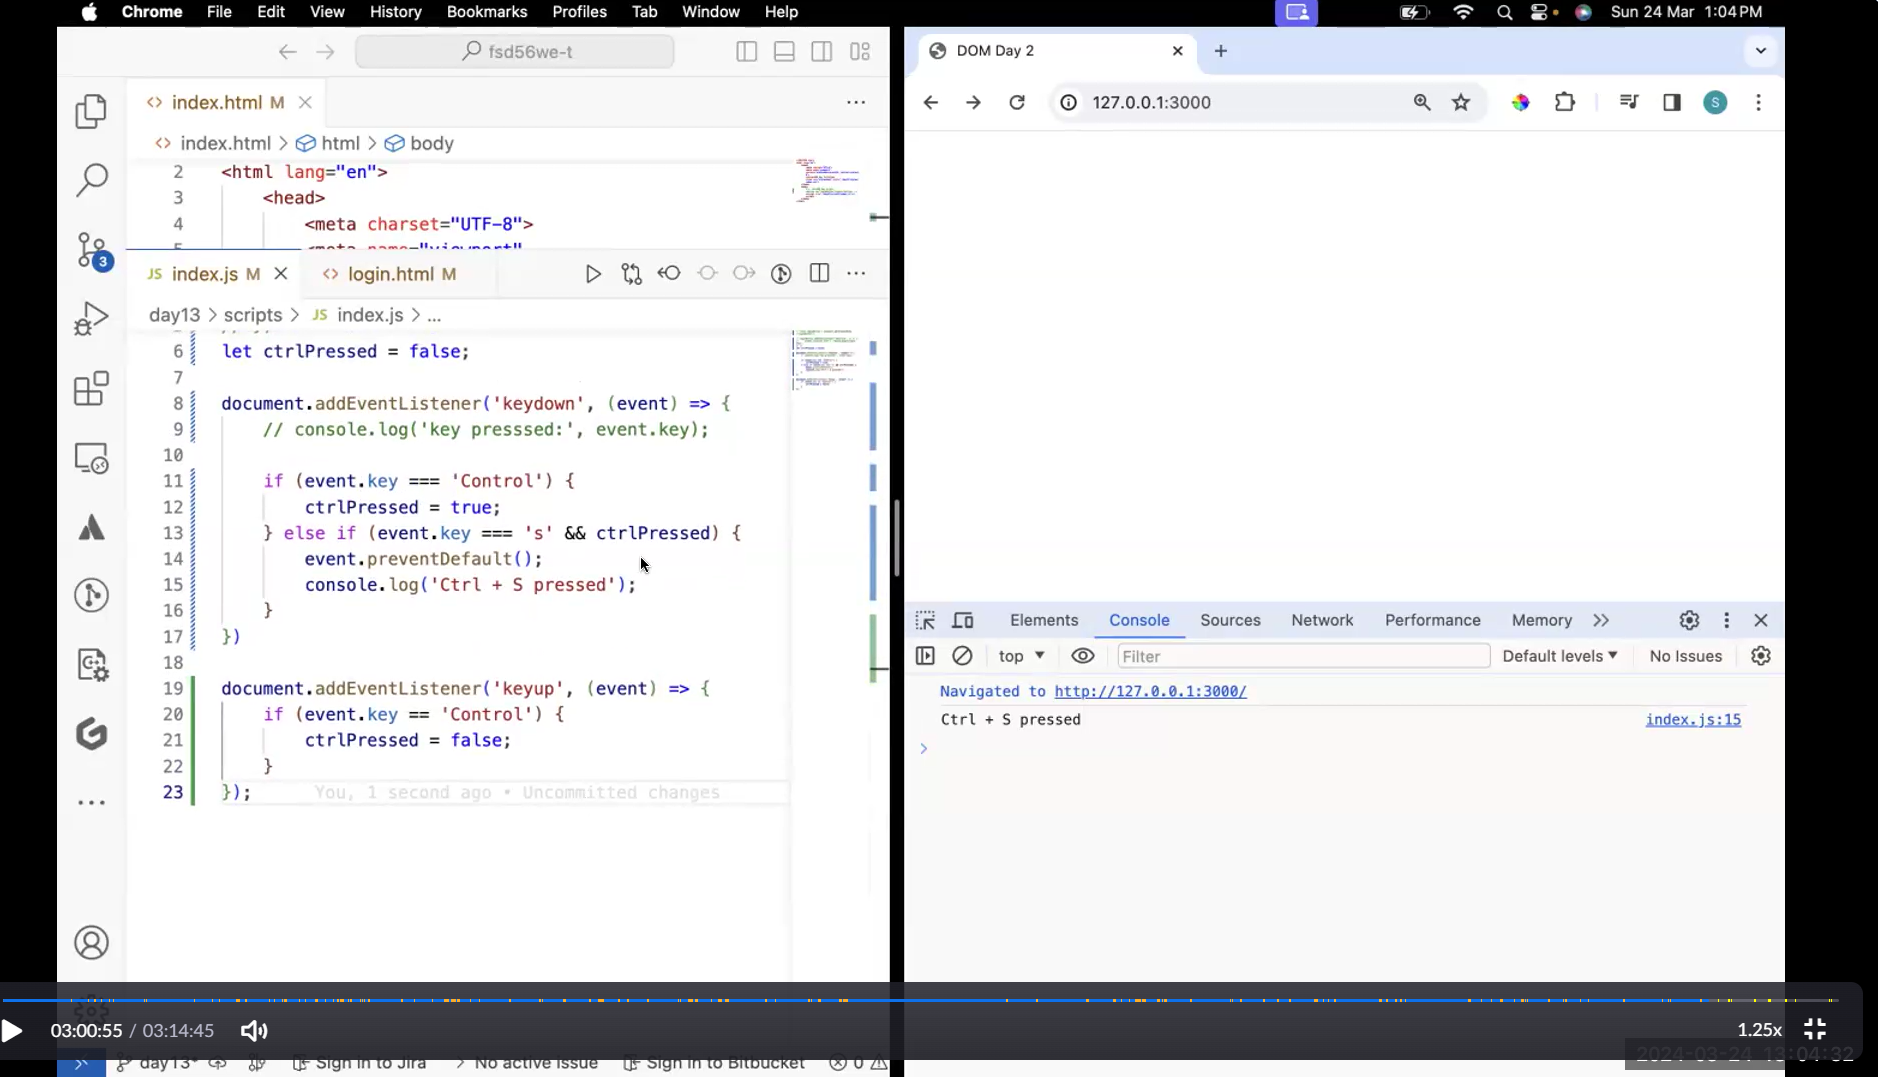 Chrome File Edit View History Bookmarks Profiles Tab Window Help Sun 24 Mar 1:04 PM
fsd56we-t
index.html M
index.html > html > body
2 <html lang="en">
3 <head>
4 <meta charset="UTF-8">
5 <meta name="viewport"
3
JS index.js M <> login.html M
day13 > scripts > JS index.js > ...
6 let ctrlPressed = false;
7
8 document.addEventListener('keydown', (event) => {
9 // console.log('key presssed:', event.key);
10
11 if (event.key === 'Control') {
12 ctrlPressed = true;
13 } else if (event.key === 's' && ctrlPressed) {
14 event.preventDefault();
15 console.log('Ctrl + S pressed');
16 }
17 })
18
19 document.addEventListener('keyup', (event) => {
20 if (event.key == 'Control') {
21 ctrlPressed = false;
22 }
23 }); You, 1 second ago • Uncommitted changes
DOM Day 2
127.0.0.1:3000
S
Elements Console Sources Network Performance Memory
top Filter Default levels No Issues
Navigated to http://127.0.0.1:3000/
Ctrl + S pressed index.js:15
03:00:55 / 03:14:45 1.25x
day13* Sign in to Jira No active issue Sign in to Bitbucket 0
2024-03-24 13:04:32